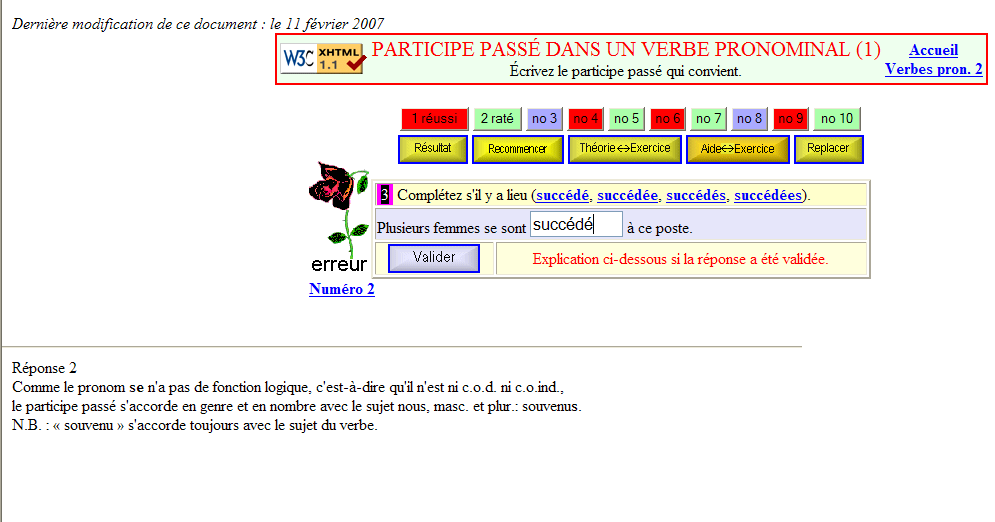 Dernière modification de ce document : le 11 février 2007
W3C XHTML 1.1
PARTICIPE PASSÉ DANS UN VERBE PRONOMINAL (1)
Accueil
Écrivez le participe passé qui convient.
Verbes pron. 2
1 réussi 2 raté no 3 no 4 no 5 no 6 no 7 no 8 no 9 no 10
Résultat Recommencer Théorie<->Exercice Aide<->Exercice Replacer
3 Complétez s'il y a lieu (succédé, succédée, succédés, succédées).
Plusieurs femmes se sont succédé à ce poste.
Valider Explication ci-dessous si la réponse a été validée.
erreur
Numéro 2
Réponse 2
Comme le pronom se n'a pas de fonction logique, c'est-à-dire qu'il n'est ni c.o.d. ni c.o.ind.,
le participe passé s'accorde en genre et en nombre avec le sujet nous, masc. et plur.: souvenus.
N.B. : « souvenu » s'accorde toujours avec le sujet du verbe.